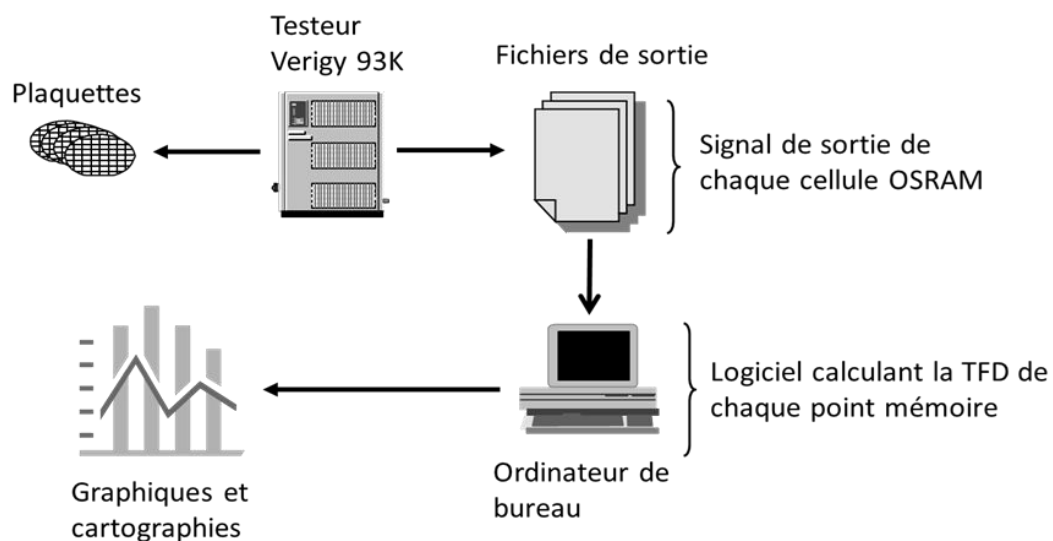 Testeur
Verigy 93K
Fichiers de sortie
Plaquettes
Signal de sortie de
chaque cellule OSRAM
Logiciel calculant la TFD de
chaque point mémoire
Ordinateur de
bureau
Graphiques et
cartographies